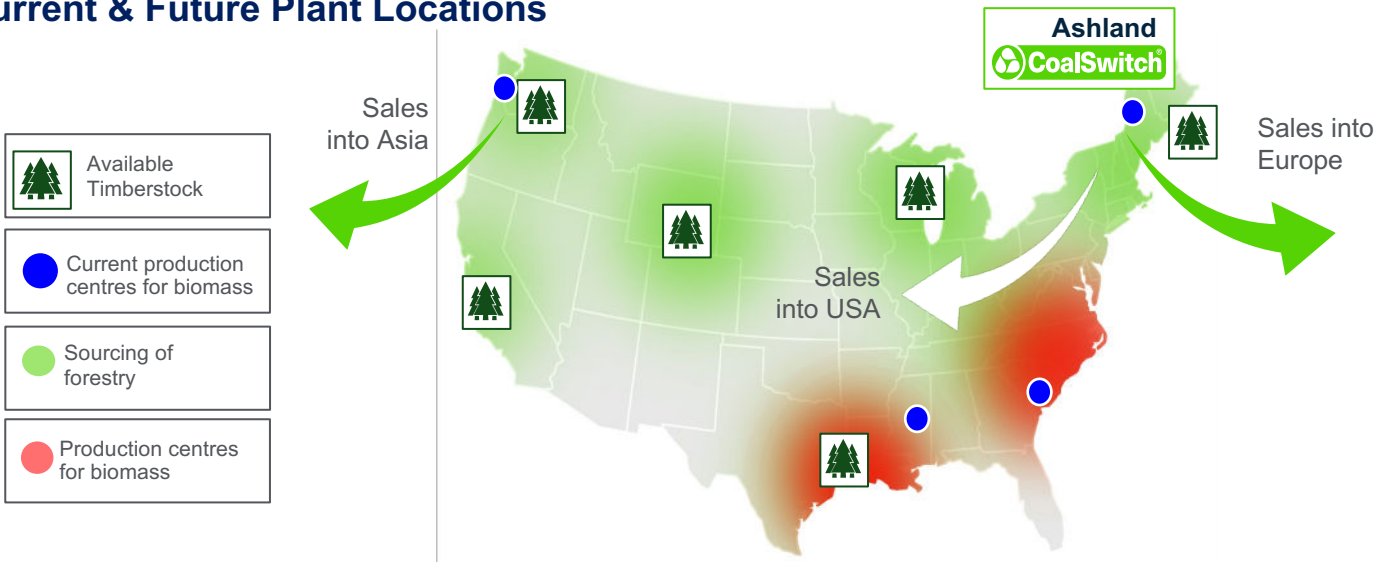 urrent & Future Plant Locations
Ashland
CoalSwitch®
Sales
into Asia
Sales into
Europe
Available
Timberstock
Current production
centres for biomass
Sales
into USA
Sourcing of
forestry
Production centres
for biomass